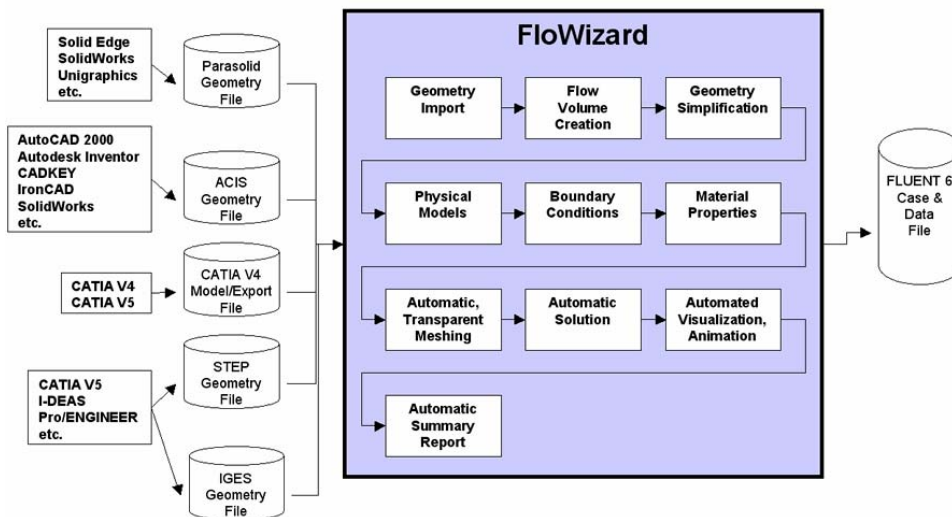 Solid Edge
SolidWorks
Unigraphics
etc.
Parasolid
Geometry
File
AutoCAD 2000
Autodesk Inventor
CADKEY
IronCAD
SolidWorks
etc.
ACIS
Geometry
File
CATIA V4
CATIA V5
CATIA V4
Model/Export
File
CATIA V5
I-DEAS
Pro/ENGINEER
etc.
STEP
Geometry
File
IGES
Geometry
File
FloWizard
Geometry
Import
Flow
Volume
Creation
Geometry
Simplification
Physical
Models
Boundary
Conditions
Material
Properties
Automatic,
Transparent
Meshing
Automatic
Solution
Automated
Visualization,
Animation
Automatic
Summary
Report
FLUENT 6
Case &
Data
File